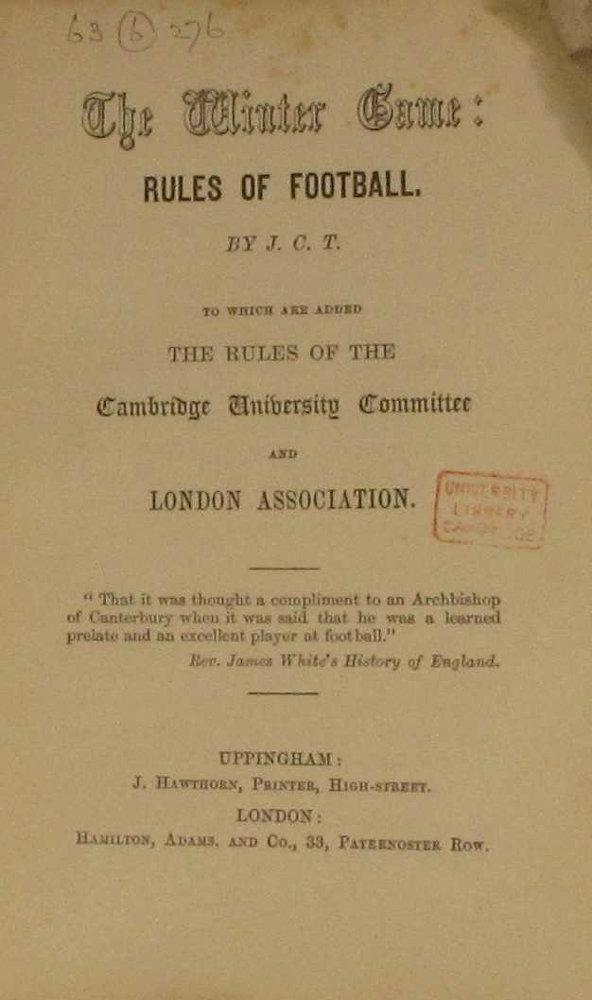 63 (6) 276
The Winter Game:
RULES OF FOOTBALL.
BY J. C. T.
TO WHICH ARE ADDED
THE RULES OF THE
Cambridge University Committee
AND
LONDON ASSOCIATION.
UNIVERSITY
LIBRARY
CAMBRIDGE
" That it was thought a compliment to an Archbishop
of Canterbury when it was said that he was a learned
prelate and an excellent player at football."
Rev. James White's History of England.
UPPINGHAM:
J. HAWTHORN, PRINTER, HIGH-STREET.
LONDON:
HAMILTON, ADAMS. AND CO., 33, PATERNOSTER ROW.